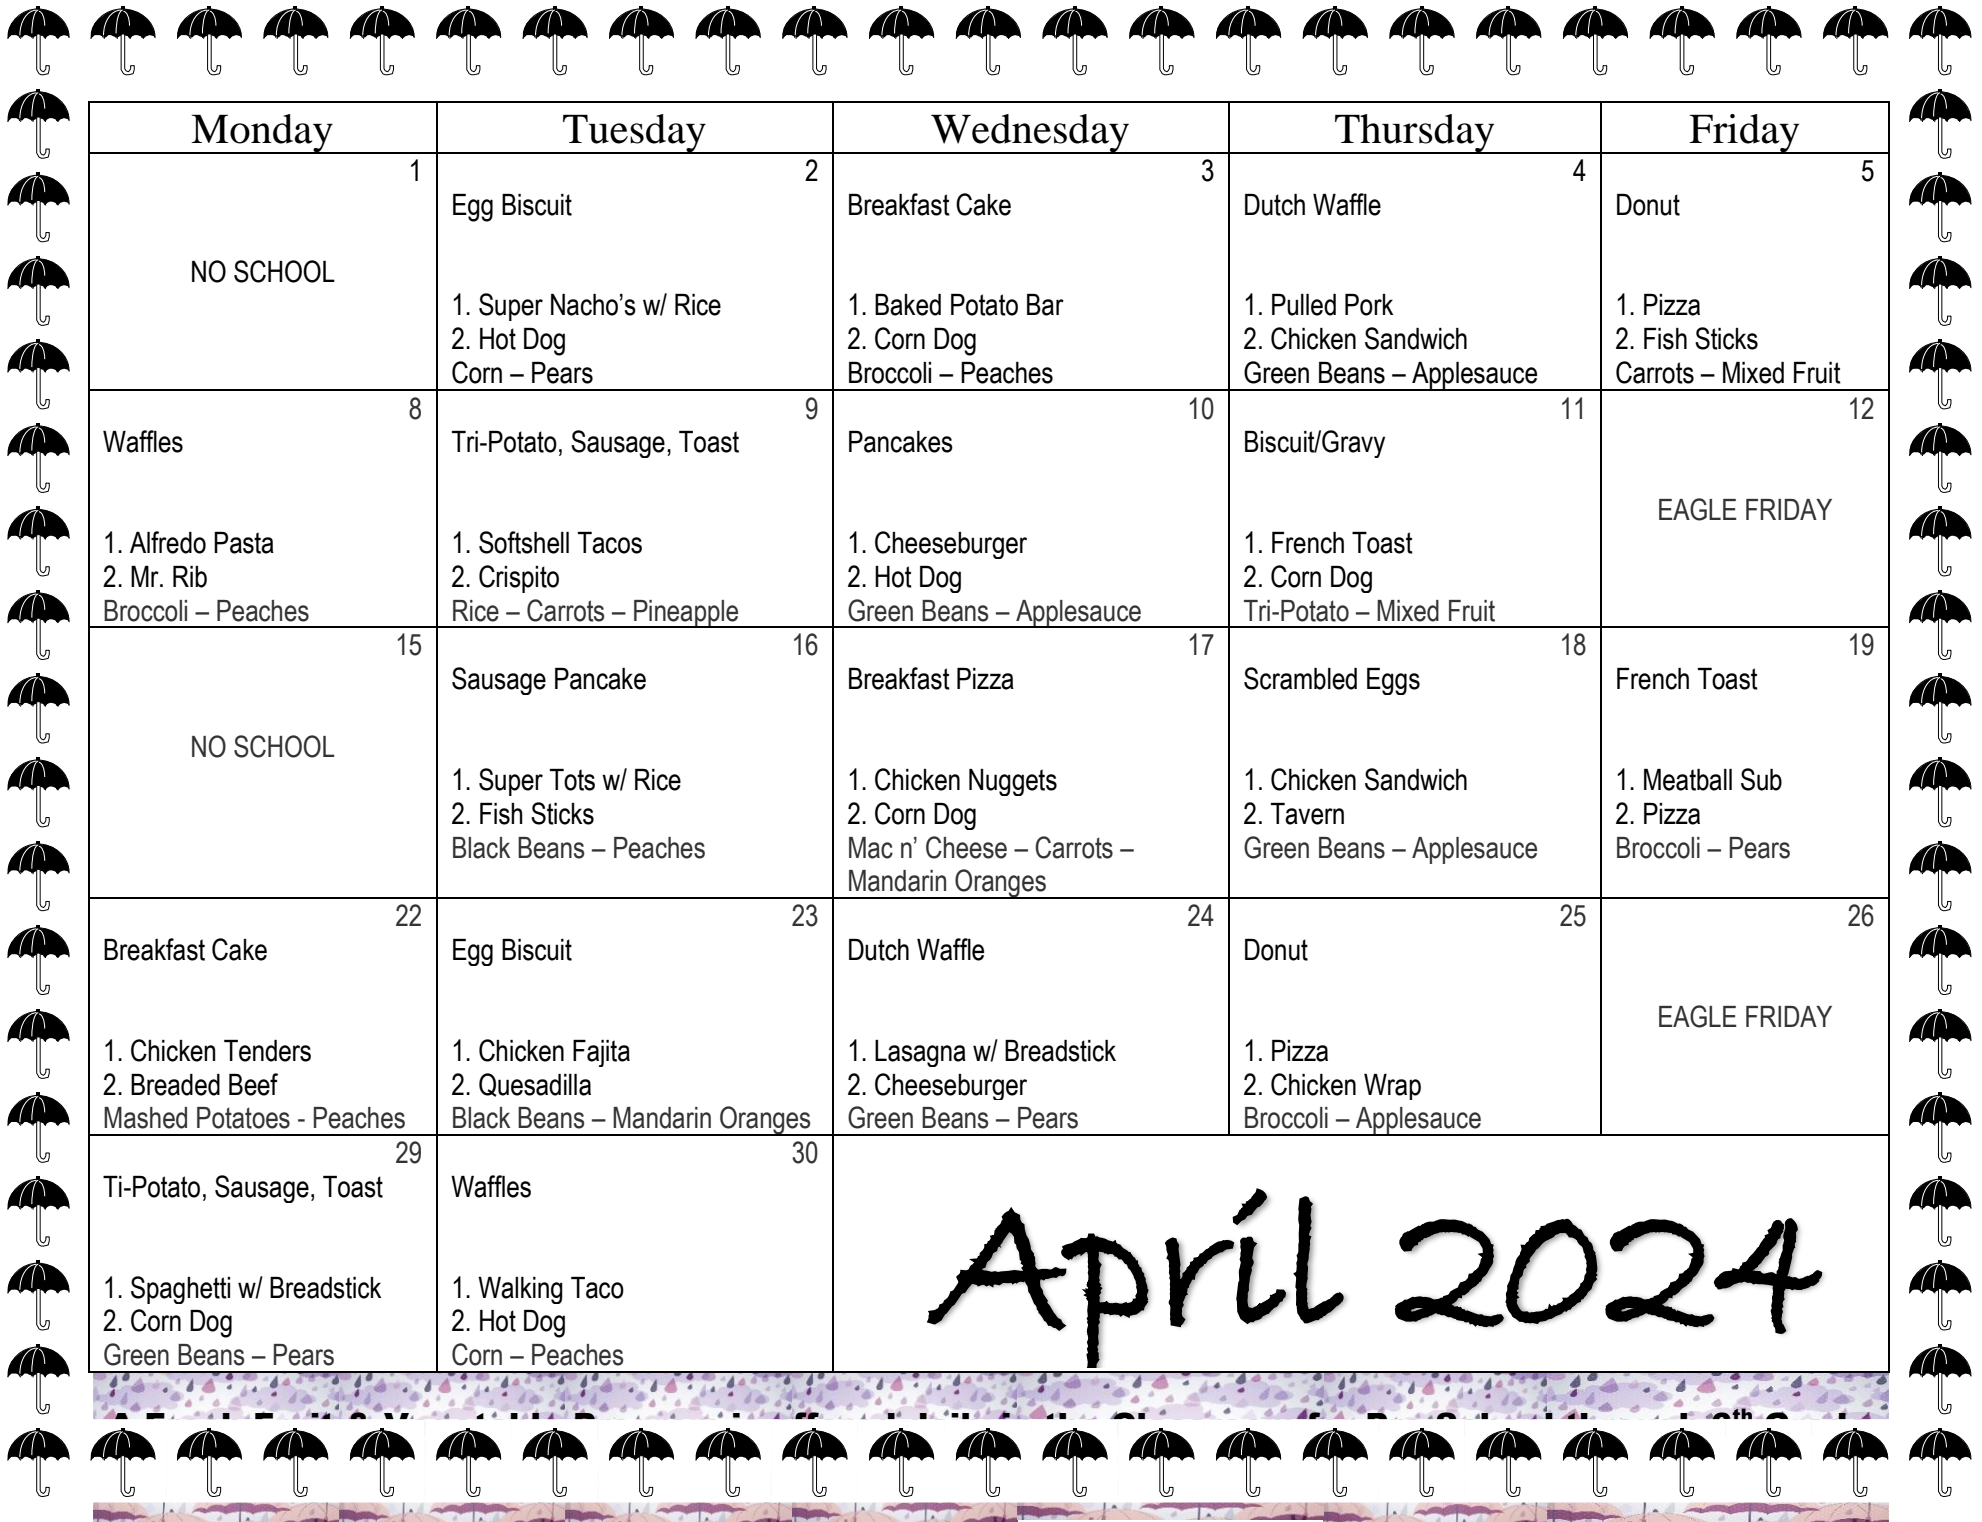 Monday Tuesday Wednesday Thursday Friday
1
NO SCHOOL
2
Egg Biscuit
1. Super Nacho’s w/ Rice
2. Hot Dog
Corn – Pears
3
Breakfast Cake
1. Baked Potato Bar
2. Corn Dog
Broccoli – Peaches
4
Dutch Waffle
1. Pulled Pork
2. Chicken Sandwich
Green Beans – Applesauce
5
Donut
1. Pizza
2. Fish Sticks
Carrots – Mixed Fruit
8
Waffles
1. Alfredo Pasta
2. Mr. Rib
Broccoli – Peaches
9
Tri-Potato, Sausage, Toast
1. Softshell Tacos
2. Crispito
Rice – Carrots – Pineapple
10
Pancakes
1. Cheeseburger
2. Hot Dog
Green Beans – Applesauce
11
Biscuit/Gravy
1. French Toast
2. Corn Dog
Tri-Potato – Mixed Fruit
12
EAGLE FRIDAY
15
NO SCHOOL
16
Sausage Pancake
1. Super Tots w/ Rice
2. Fish Sticks
Black Beans – Peaches
17
Breakfast Pizza
1. Chicken Nuggets
2. Corn Dog
Mac n’ Cheese – Carrots –
Mandarin Oranges
18
Scrambled Eggs
1. Chicken Sandwich
2. Tavern
Green Beans – Applesauce
19
French Toast
1. Meatball Sub
2. Pizza
Broccoli – Pears
22
Breakfast Cake
1. Chicken Tenders
2. Breaded Beef
Mashed Potatoes - Peaches
23
Egg Biscuit
1. Chicken Fajita
2. Quesadilla
Black Beans – Mandarin Oranges
24
Dutch Waffle
1. Lasagna w/ Breadstick
2. Cheeseburger
Green Beans – Pears
25
Donut
1. Pizza
2. Chicken Wrap
Broccoli – Applesauce
26
EAGLE FRIDAY
29
Ti-Potato, Sausage, Toast
1. Spaghetti w/ Breadstick
2. Corn Dog
Green Beans – Pears
30
Waffles
1. Walking Taco
2. Hot Dog
Corn – Peaches
April 2024